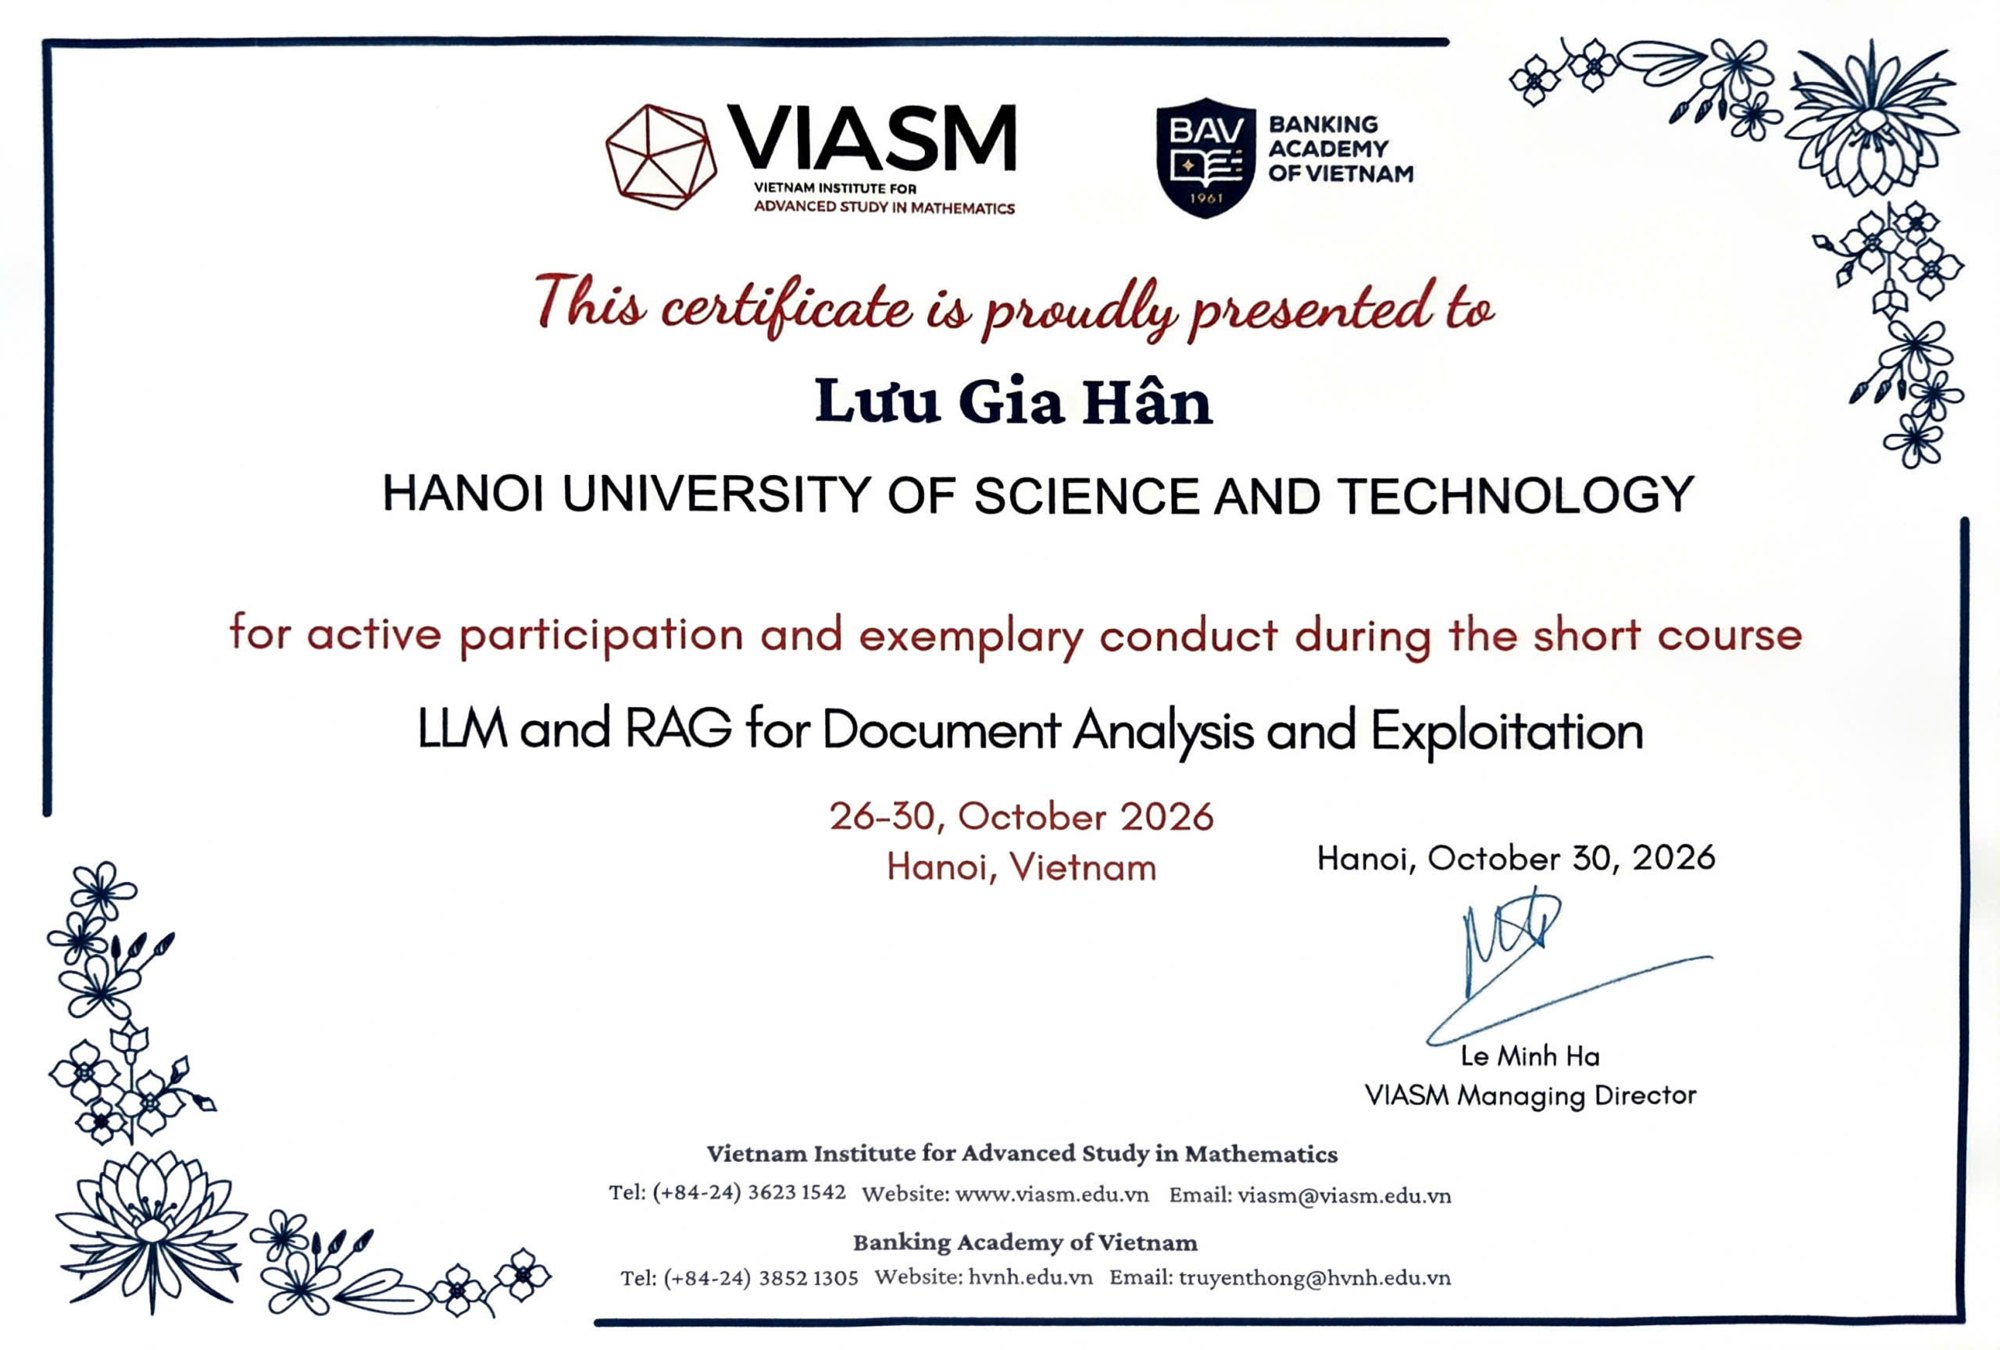 VIASM
VIETNAM INSTITUTE FOR
ADVANCED STUDY IN MATHEMATICS
BAV
1961
BANKING
ACADEMY
OF VIETNAM
This certificate is proudly presented to
Lưu Gia Hân
HANOI UNIVERSITY OF SCIENCE AND TECHNOLOGY
for active participation and exemplary conduct during the short course
LLM and RAG for Document Analysis and Exploitation
26-30, October 2026
Hanoi, Vietnam
Hanoi, October 30, 2026
Le Minh Ha
VIASM Managing Director
Vietnam Institute for Advanced Study in Mathematics
Tel: (+84-24) 3623 1542 Website: www.viasm.edu.vn Email: viasm@viasm.edu.vn
Banking Academy of Vietnam
Tel: (+84-24) 3852 1305 Website: hvnh.edu.vn Email: truyenthong@hvnh.edu.vn